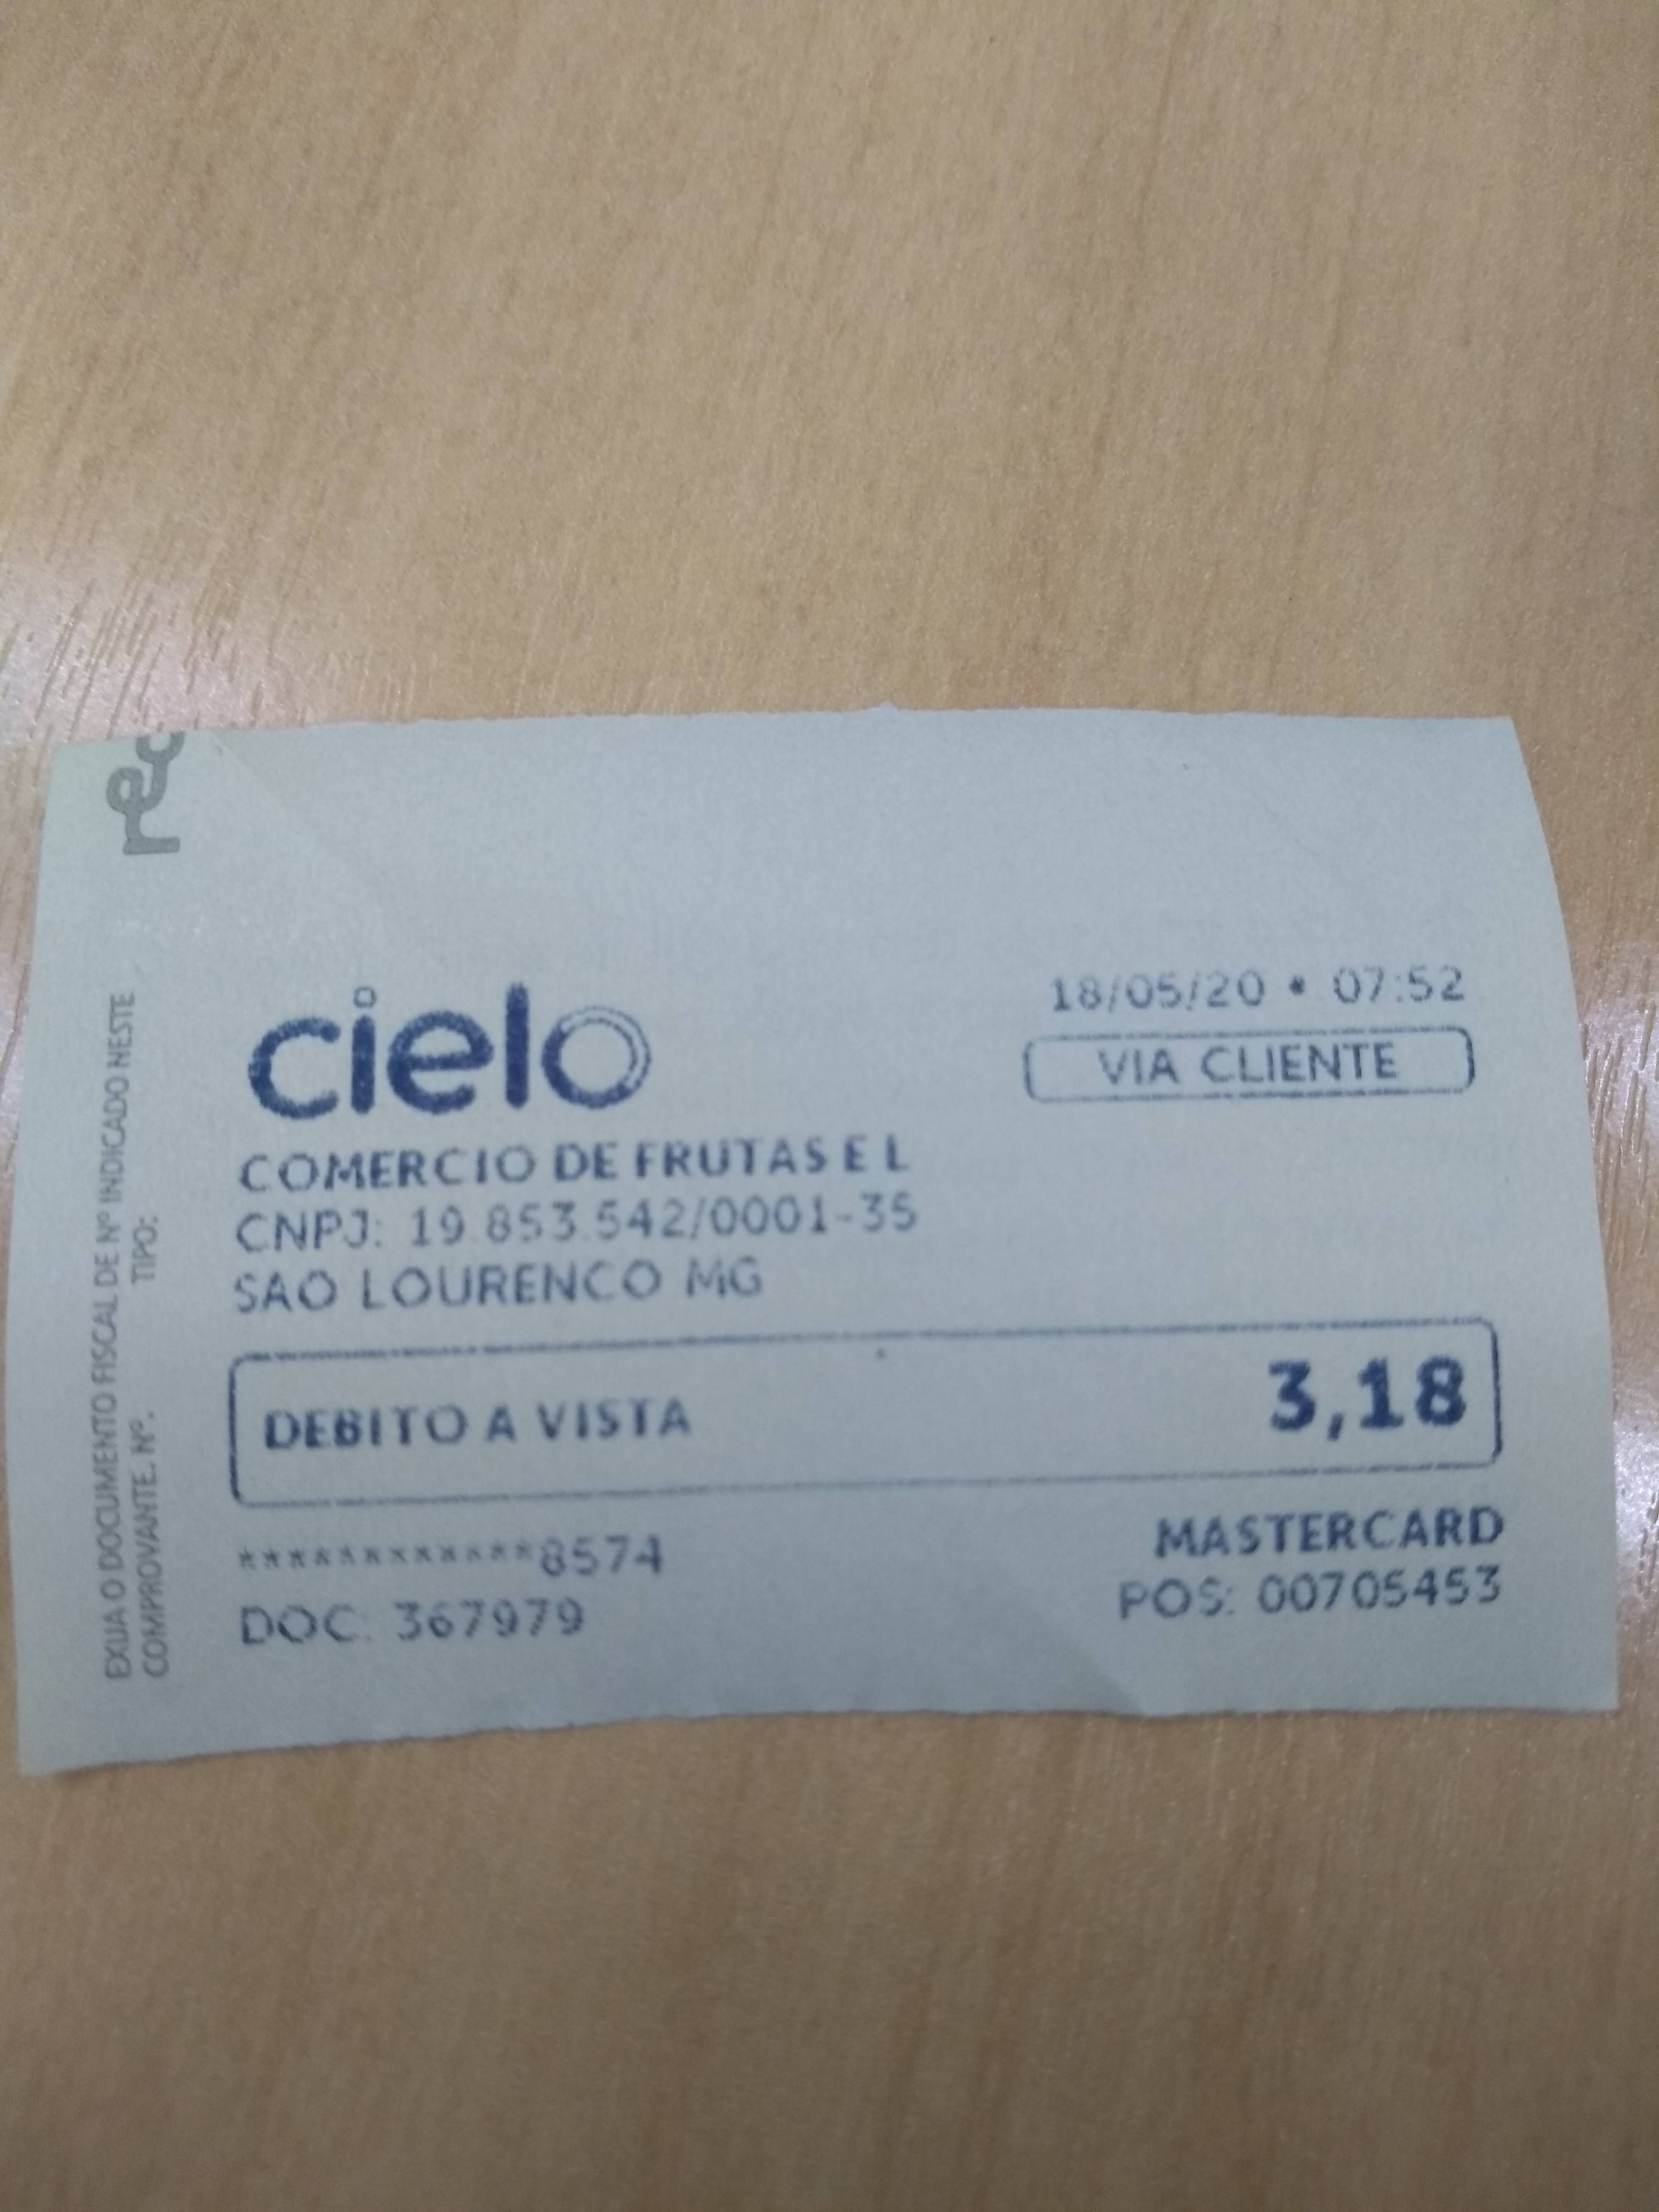 cielo
18/05/20 • 07:52
VIA CLIENTE
COMERCIO DE FRUTAS E L
CNPJ: 19.853.542/0001-35
SAO LOURENCO MG
DEBITO A VISTA 3,18
************8574 MASTERCARD
DOC: 367979 POS: 00705453
EXIJA O DOCUMENTO FISCAL DE Nº INDICADO NESTE
COMPROVANTE. Nº. TIPO: